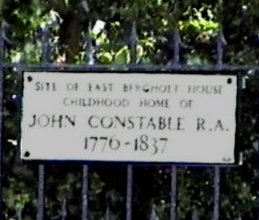 SITE OF EAST BERGHOLT HOUSE
CHILDHOOD HOME OF
JOHN CONSTABLE R.A.
1776-1837